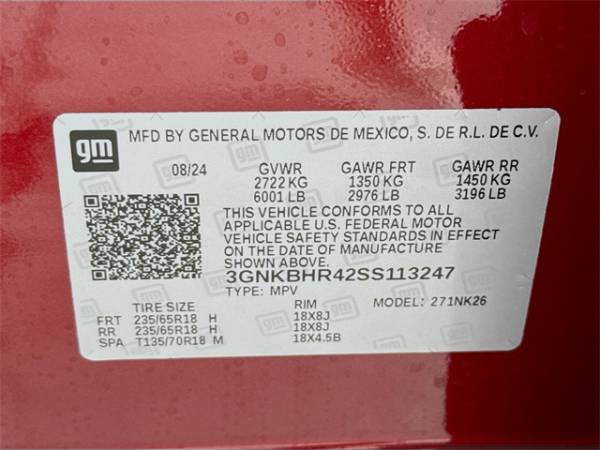 gm
MFD BY GENERAL MOTORS DE MEXICO, S. DE R.L. DE C.V.
08/24 GVWR GAWR FRT GAWR RR
2722 KG 1350 KG 1450 KG
6001 LB 2976 LB 3196 LB
THIS VEHICLE CONFORMS TO ALL
APPLICABLE U.S. FEDERAL MOTOR
VEHICLE SAFETY STANDARDS IN EFFECT
ON THE DATE OF MANUFACTURE
SHOWN ABOVE.
3GNKBHR42SS113247
TYPE: MPV MODEL: 271NK26
TIRE SIZE RIM
FRT 235/65R18 H 18X8J
RR 235/65R18 H 18X8J
SPA T135/70R18 M 18X4.5B